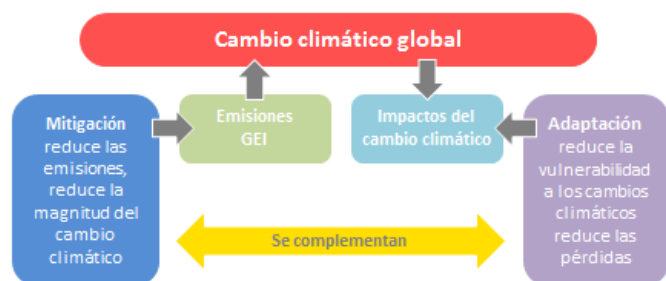 Cambio climático global
Mitigación
reduce las
emisiones,
reduce la
magnitud del
cambio
climático
Emisiones
GEI
Impactos del
cambio climático
Adaptación
reduce la
vulnerabilidad
a los cambios
climáticos
reduce las
pérdidas
Se complementan